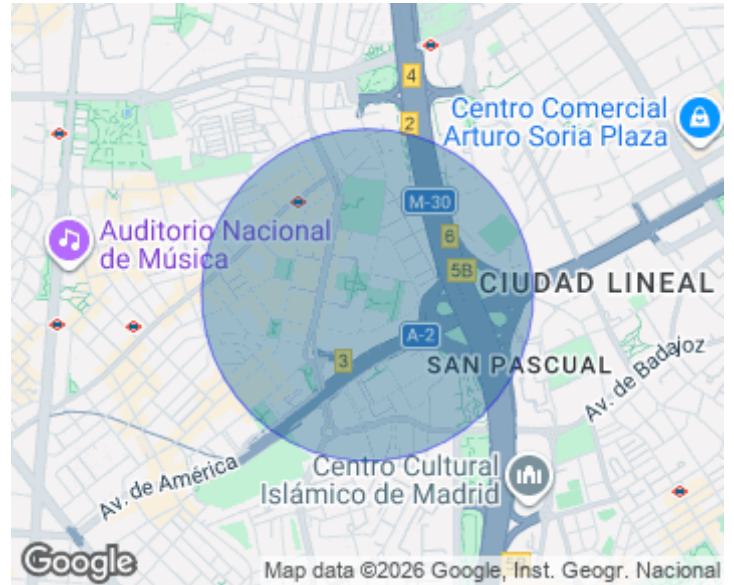 4
2
Centro Comercial
Arturo Soria Plaza
M-30
Auditorio Nacional
de Música
6
5B
CIUDAD LINEAL
A-2
3
SAN PASCUAL
Av. de Badajoz
Av. de América
Centro Cultural
Islámico de Madrid
Google
Map data ©2026 Google, Inst. Geogr. Nacional